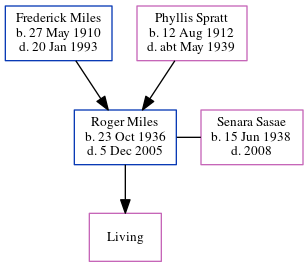 Frederick Miles
b. 27 May 1910
d. 20 Jan 1993
Phyllis Spratt
b. 12 Aug 1912
d. abt May 1939
Roger Miles
b. 23 Oct 1936
d. 5 Dec 2005
Senara Sasae
b. 15 Jun 1938
d. 2008
Living